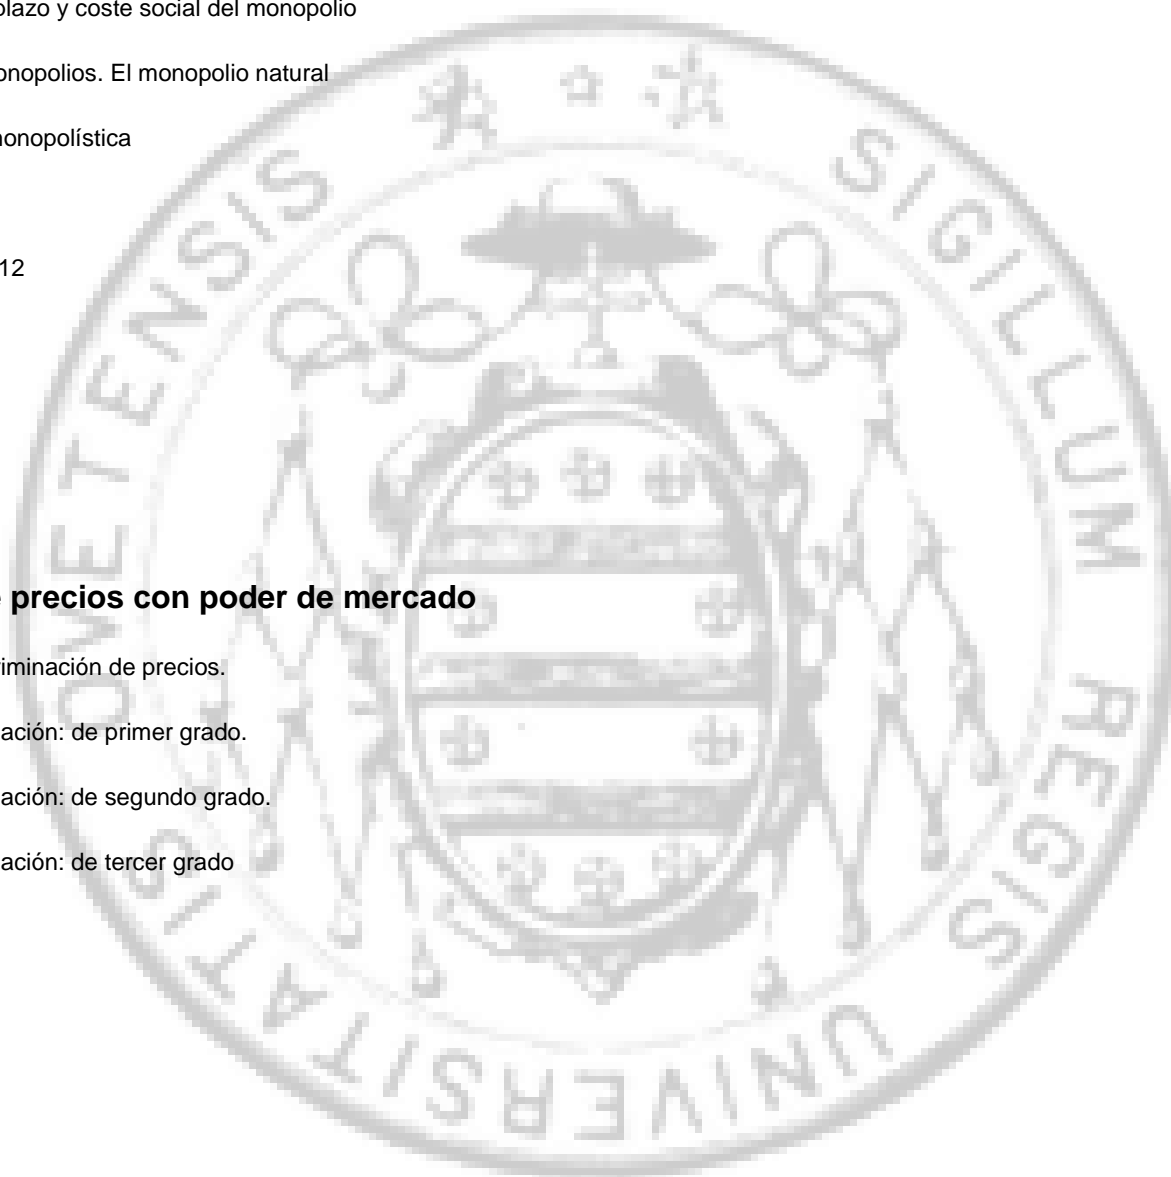 plazo y coste social del monopolio
onopolios. El monopolio natural
monopolística
12
e precios con poder de mercado
riminación de precios.
ación: de primer grado.
ación: de segundo grado.
ación: de tercer grado
SIGILLUM REGIS UNIVERSITATIS OVETENSIS